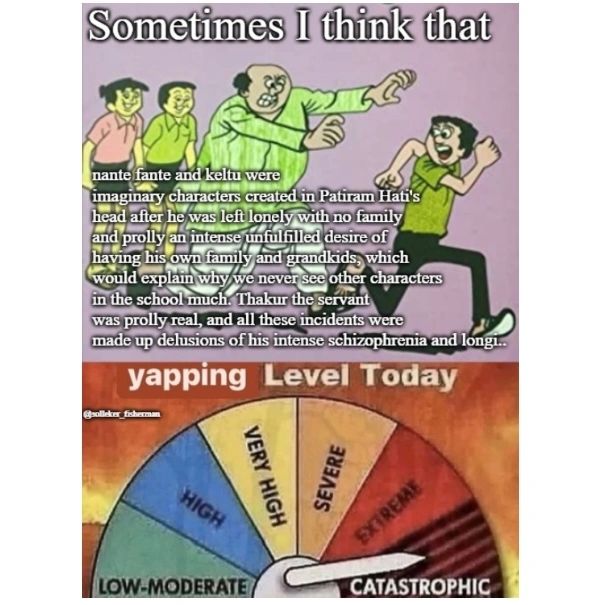 Sometimes I think that
nante fante and keltu were
imaginary characters created in Patiram Hati's
head after he was left lonely with no family
and prolly an intense unfulfilled desire of
having his own family and grandkids, which
would explain why we never see other characters
in the school much. Thakur the servant
was prolly real, and all these incidents were
made up delusions of his intense schizophrenia and longi..
yapping Level Today
@solleker_fisherman
HIGH
VERY HIGH
SEVERE
EXTREME
LOW-MODERATE
CATASTROPHIC